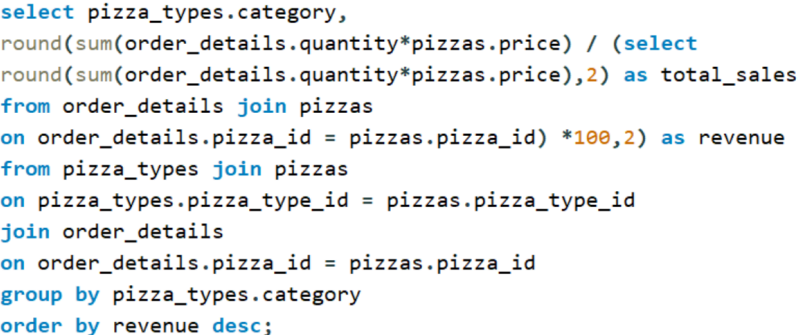 select pizza_types.category,
round(sum(order_details.quantity*pizzas.price) / (select
round(sum(order_details.quantity*pizzas.price),2) as total_sales
from order_details join pizzas
on order_details.pizza_id = pizzas.pizza_id) *100,2) as revenue
from pizza_types join pizzas
on pizza_types.pizza_type_id = pizzas.pizza_type_id
join order_details
on order_details.pizza_id = pizzas.pizza_id
group by pizza_types.category
order by revenue desc;